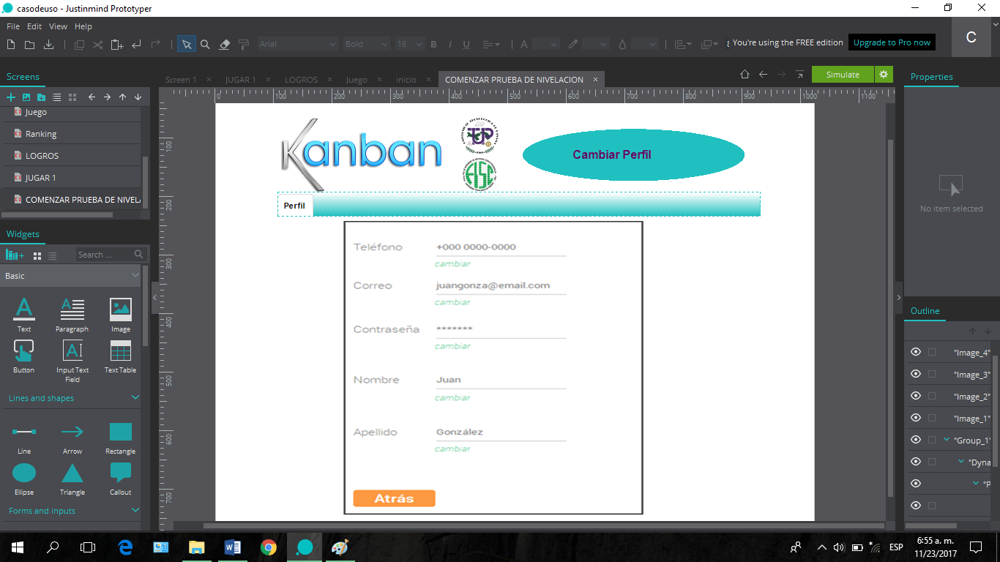 casodeuso - Justinmind Prototyper
File Edit View Help
Arial Bold 16 B I U A
You're using the FREE edition Upgrade to Pro now C
Screens
Screen 1 × JUGAR 1 × LOGROS × Juego × inicio × COMENZAR PRUEBA DE NIVELACION ×
Simulate
Properties
0 100 200 300 400 500 600 700 800 900 1000 1100
Juego
Ranking
LOGROS
JUGAR 1
COMENZAR PRUEBA DE NIVELA
100
200
300
400
500
600
700
Kanban
UTP
FISC
Cambiar Perfil
Perfil
No item selected
Widgets
Search ...
Basic
Text Paragraph Image
Button Input Text Field Text Table
Lines and shapes
Line Arrow Rectangle
Ellipse Triangle Callout
Forms and inputs
Teléfono +000 0000-0000
cambiar
Correo juangonza@email.com
cambiar
Contraseña *******
cambiar
Nombre Juan
cambiar
Apellido González
cambiar
Atrás
Outline
"Image_4"
"Image_3"
"Image_2"
"Image_1"
"Group_1"
"Dyna
"P
ESP
6:55 a. m.
11/23/2017